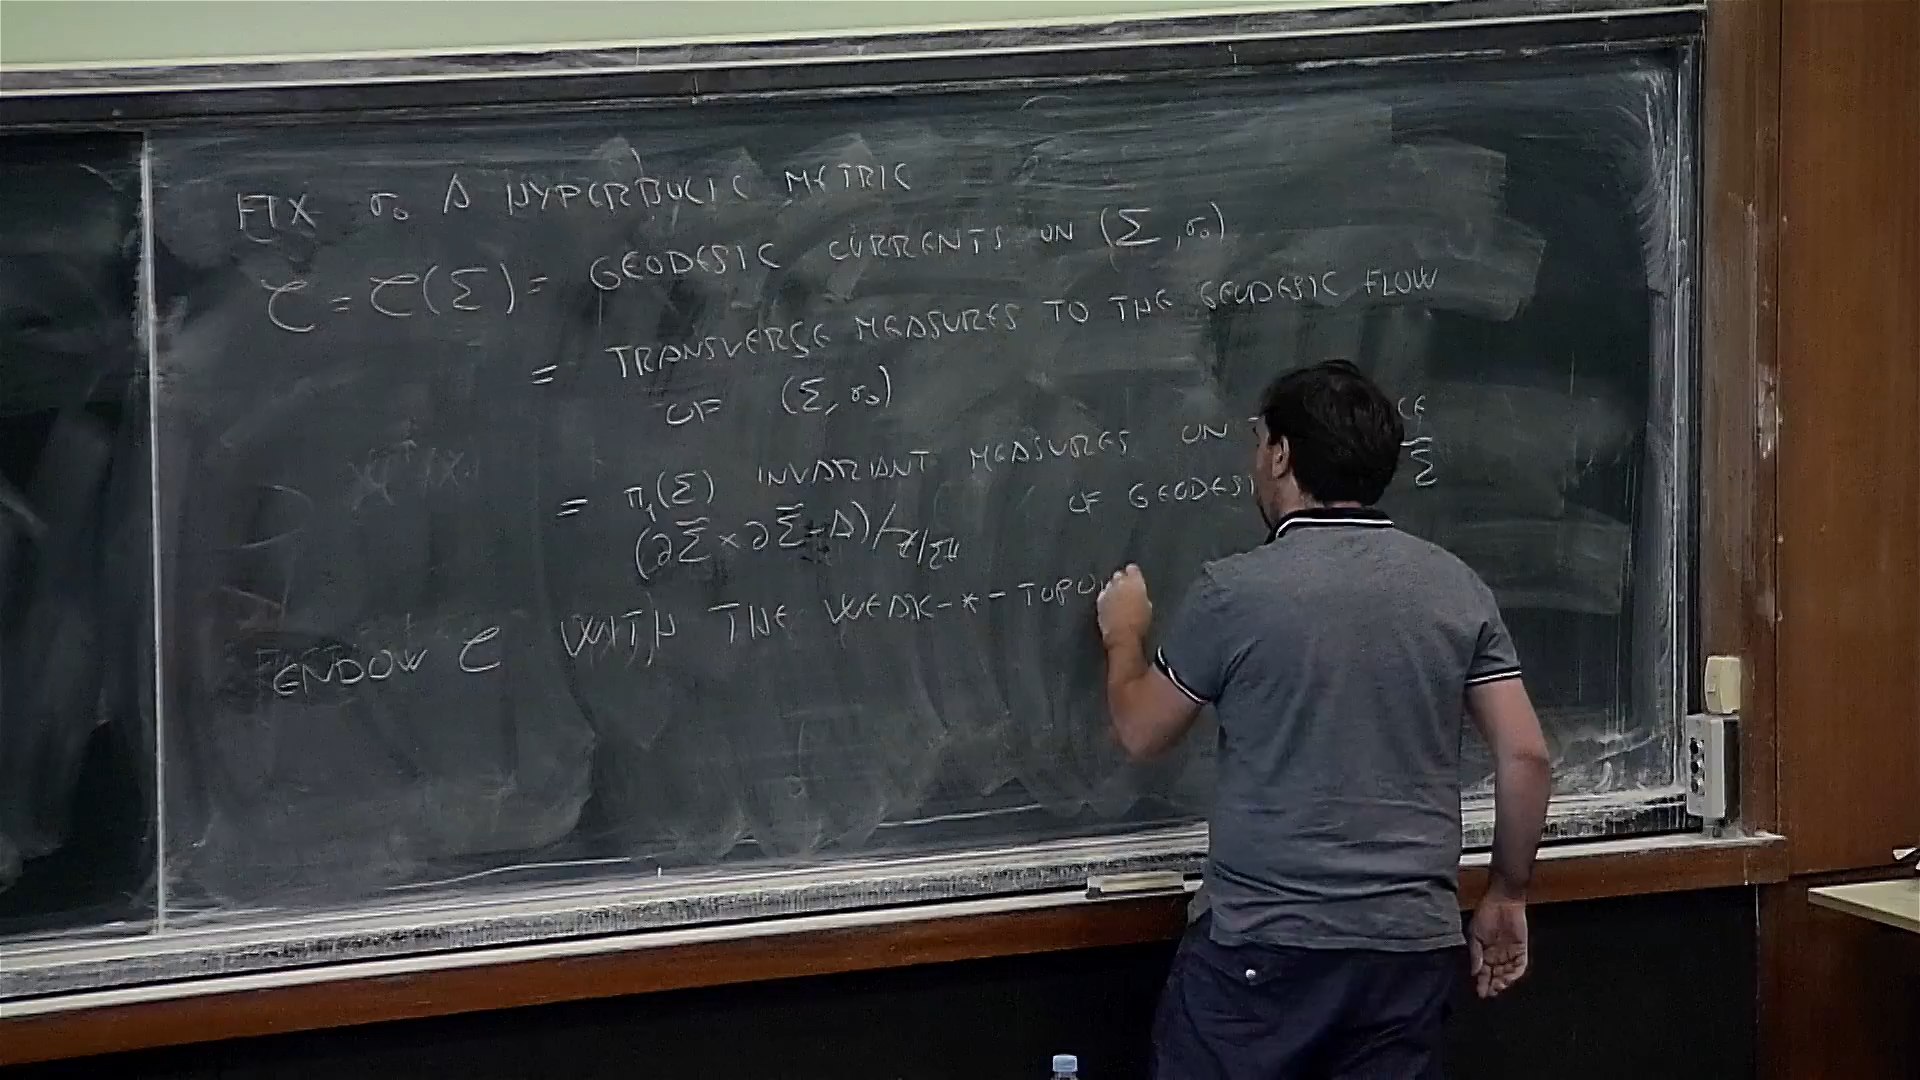 FIX σ₀ A HYPERBOLIC METRIC
C = C(Σ) = GEODESIC CURRENTS ON (Σ, σ₀)
= TRANSVERSE MEASURES TO THE GEODESIC FLOW
OF (Σ, σ₀)
= π₁(Σ) INVARIANT MEASURES ON
OF GEODESI Σ̃
(∂Σ̃ × ∂Σ̃ - Δ)/ℤ/2ℤ
ENDOW C WITH THE WEAK-*-TOPO